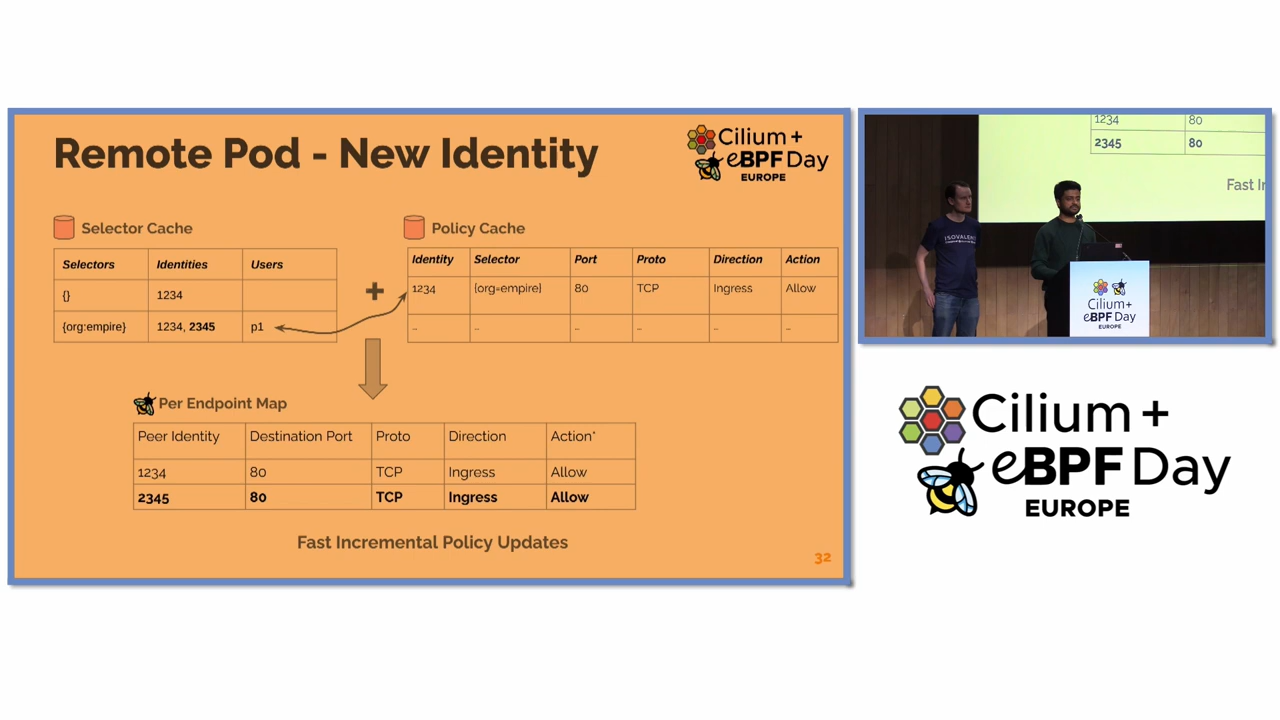 Remote Pod - New Identity
Cilium +
eBPF Day
EUROPE
Selector Cache
Selectors Identities Users
{} 1234
{org:empire} 1234, 2345 p1
+
Policy Cache
Identity Selector Port Proto Direction Action
1234 {org=empire} 80 TCP Ingress Allow
.. .. .. .. .. ..
Per Endpoint Map
Peer Identity Destination Port Proto Direction Action*
1234 80 TCP Ingress Allow
2345 80 TCP Ingress Allow
Fast Incremental Policy Updates
32
1234 80
2345 80
Fast I
ISOVALENT
Cilium+
eBPF Day
EUROPE
Cilium +
eBPF Day
EUROPE